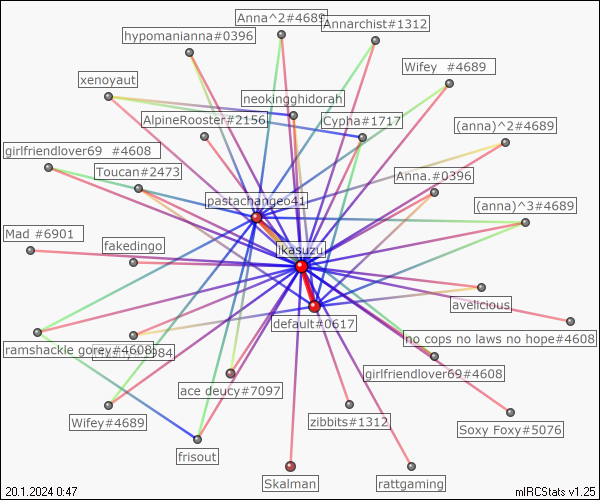 Anna^2#4689
Annarchist#1312
hypomanianna#0396
Wifey #4689
xenoyaut
neokingghidorah
AlpineRooster#2156
Cypha#1717
(anna)^2#4689
girlfriendlover69 #4608
Toucan#2473
Anna.#0396
pastachangeo41
(anna)^3#4689
Mad #6901
fakedingo
ikasuzu
avelicious
default#0617
no cops no laws no hope#4608
ramshackle gorey#4608
984
girlfriendlover69#4608
ace deucy#7097
Wifey#4689
zibbits#1312
Soxy Foxy#5076
frisout
Skalman
rattgaming
20.1.2024 0:47
mIRCStats v1.25